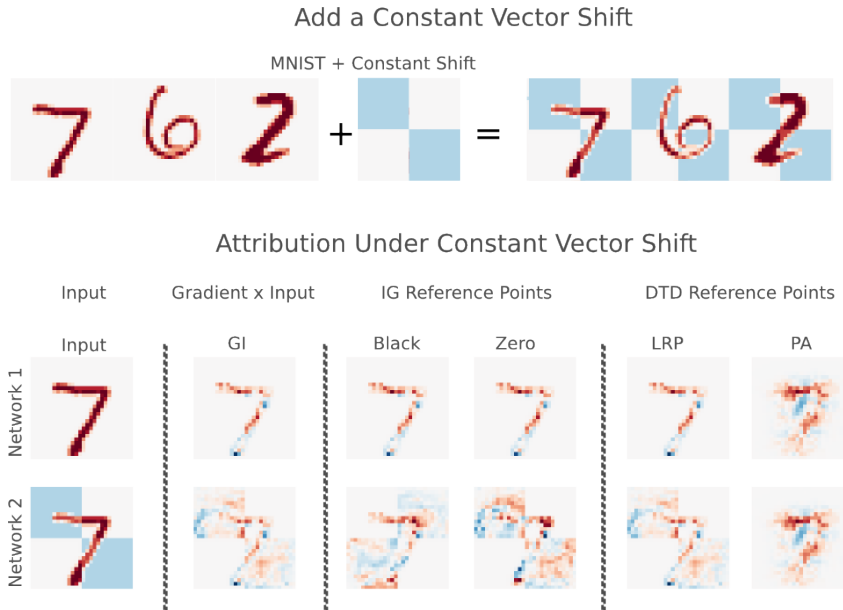 Add a Constant Vector Shift
MNIST + Constant Shift
+ =
Attribution Under Constant Vector Shift
Input Gradient x Input IG Reference Points DTD Reference Points
Input GI Black Zero LRP PA
Network 1
Network 2